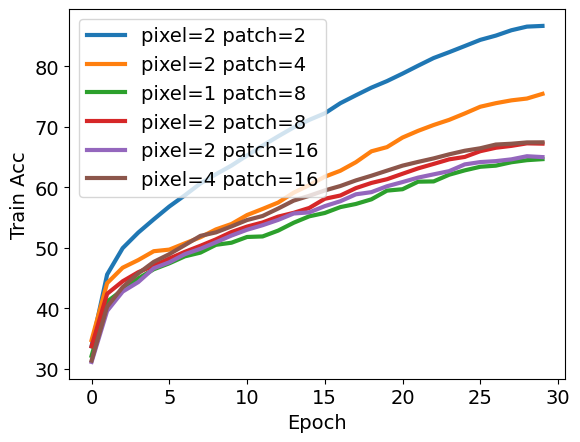 pixel=2 patch=2
pixel=2 patch=4
pixel=1 patch=8
pixel=2 patch=8
pixel=2 patch=16
pixel=4 patch=16
Train Acc
80
70
60
50
40
30
0 5 10 15 20 25 30
Epoch